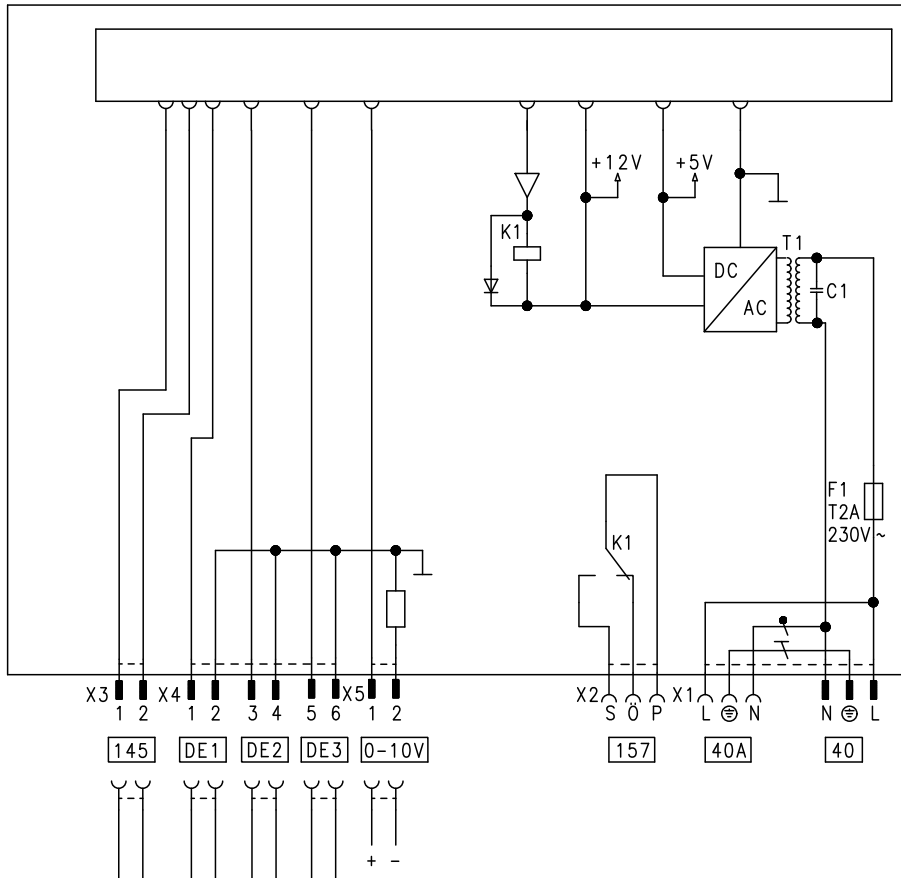 +12V +5V
K1
T1
DC
AC
C1
F1
T2A
230V~
K1
X3 X4 X5 X2 X1
1 2 1 2 3 4 5 6 1 2 S Ö P L N N L
145 DE1 DE2 DE3 0-10V 157 40A 40
+ -